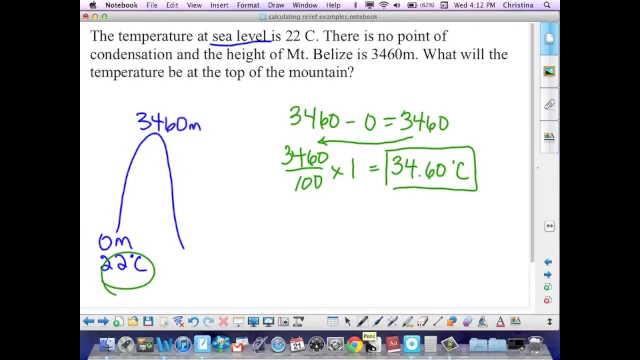 Notebook File Edit View Insert Format Draw Window Help (82%) Wed 4:12 PM Christina
calculating relief examples.notebook
The temperature at sea level is 22 C. There is no point of
condensation and the height of Mt. Belize is 3460m. What will the
temperature be at the top of the mountain?
3460m
3460 - 0 = 3460
3460
100
x 1 = 34.60°C
0m
22°C
21
Pens